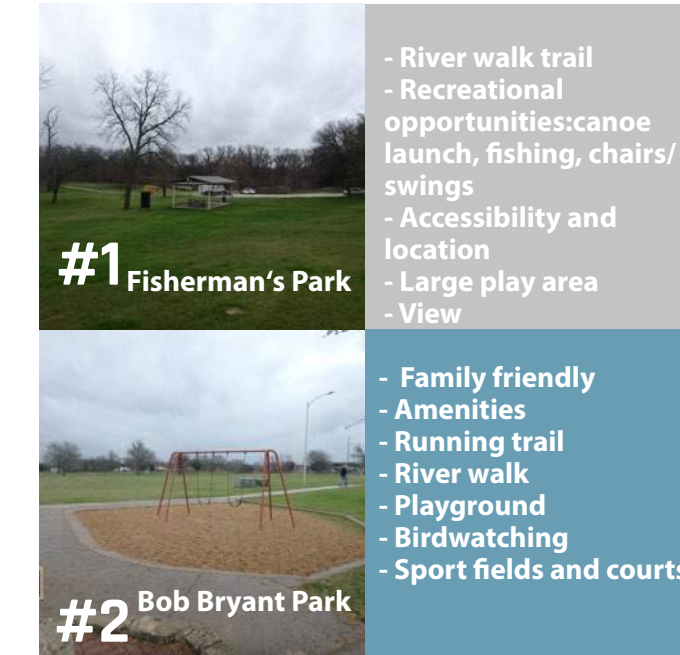 - River walk trail
- Recreational
opportunities:canoe
launch, fishing, chairs/
swings
- Accessibility and
location
- Large play area
- View
#1 Fisherman's Park
- Family friendly
- Amenities
- Running trail
- River walk
- Playground
- Birdwatching
- Sport fields and courts
#2 Bob Bryant Park